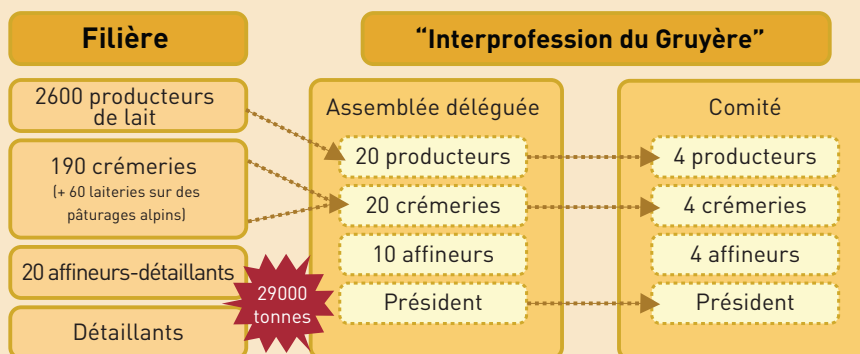 Filière
2600 producteurs
de lait
190 crémeries
(+ 60 laiteries sur des
pâturages alpins)
20 affineurs-détaillants
Détaillants
29000
tonnes
“Interprofession du Gruyère”
Assemblée déléguée
20 producteurs
20 crémeries
10 affineurs
Président
Comité
4 producteurs
4 crémeries
4 affineurs
Président